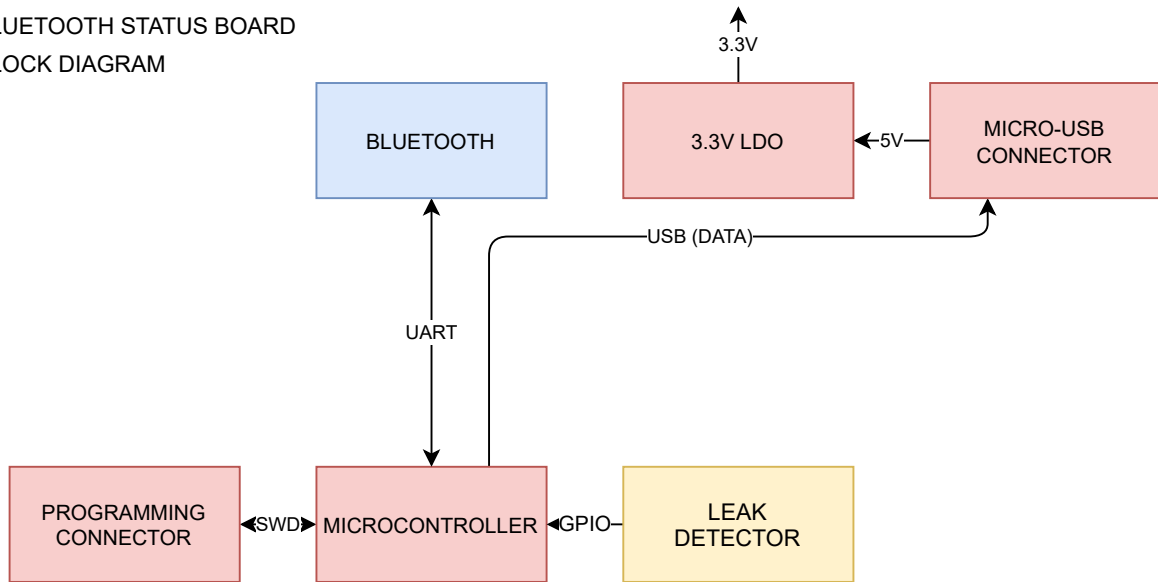 LUETOOTH STATUS BOARD
LOCK DIAGRAM
3.3V
BLUETOOTH
3.3V LDO
5V
MICRO-USB
CONNECTOR
USB (DATA)
UART
PROGRAMMING
CONNECTOR
SWD
MICROCONTROLLER
GPIO
LEAK
DETECTOR